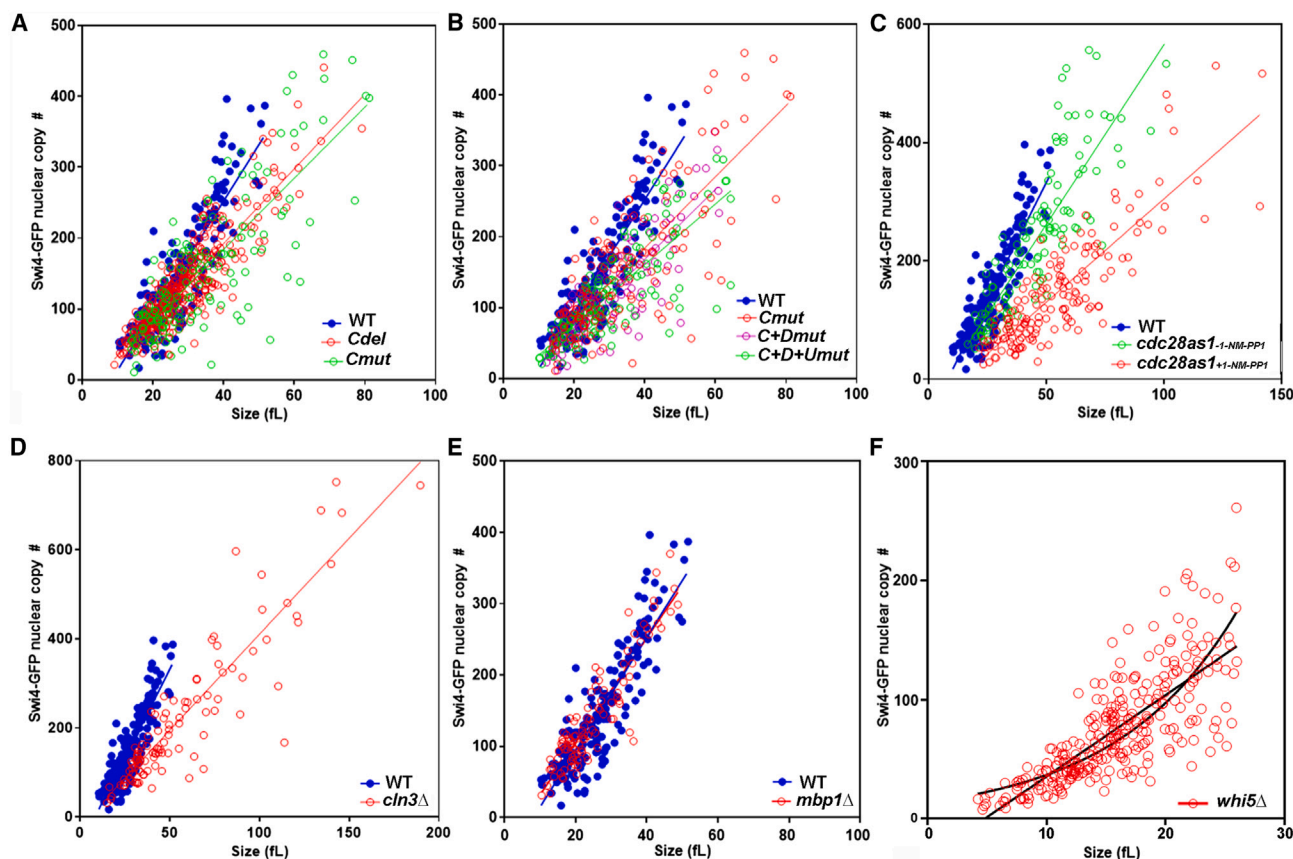 A
Swi4-GFP nuclear copy #
500
400
300
200
100
0
0 20 40 60 80 100
Size (fL)
WT
Cdel
Cmut
B
Swi4-GFP nuclear copy #
500
400
300
200
100
0
0 20 40 60 80 100
Size (fL)
WT
Cmut
C+Dmut
C+D+Umut
C
Swi4-GFP nuclear copy #
600
400
200
0
0 50 100 150
Size (fL)
WT
cdc28as1-1-NM-PP1
cdc28as1+1-NM-PP1
D
Swi4-GFP nuclear copy #
800
600
400
200
0
0 50 100 150 200
Size (fL)
WT
cln3Δ
E
Swi4-GFP nuclear copy #
500
400
300
200
100
0
0 20 40 60 80 100
Size (fL)
WT
mbp1Δ
F
Swi4-GFP nuclear copy #
300
200
100
0
0 10 20 30
Size (fL)
whi5Δ